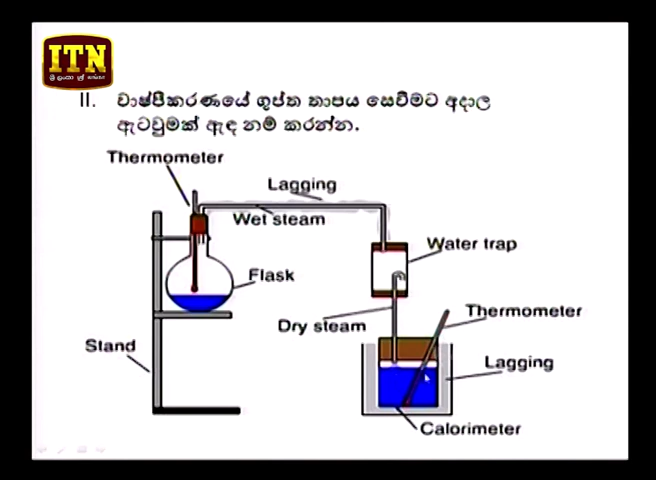 ITN
ශ්‍රී ලංකා ශ්‍රී සංසා
II. වාෂ්පීකරණයේ ගුප්ත තාපය සෙවීමට අදාල
ඇටවුමක් ඇඳ නම් කරන්න.
Thermometer
Lagging
Wet steam
Water trap
Flask
Thermometer
Dry steam
Stand
Lagging
Calorimeter